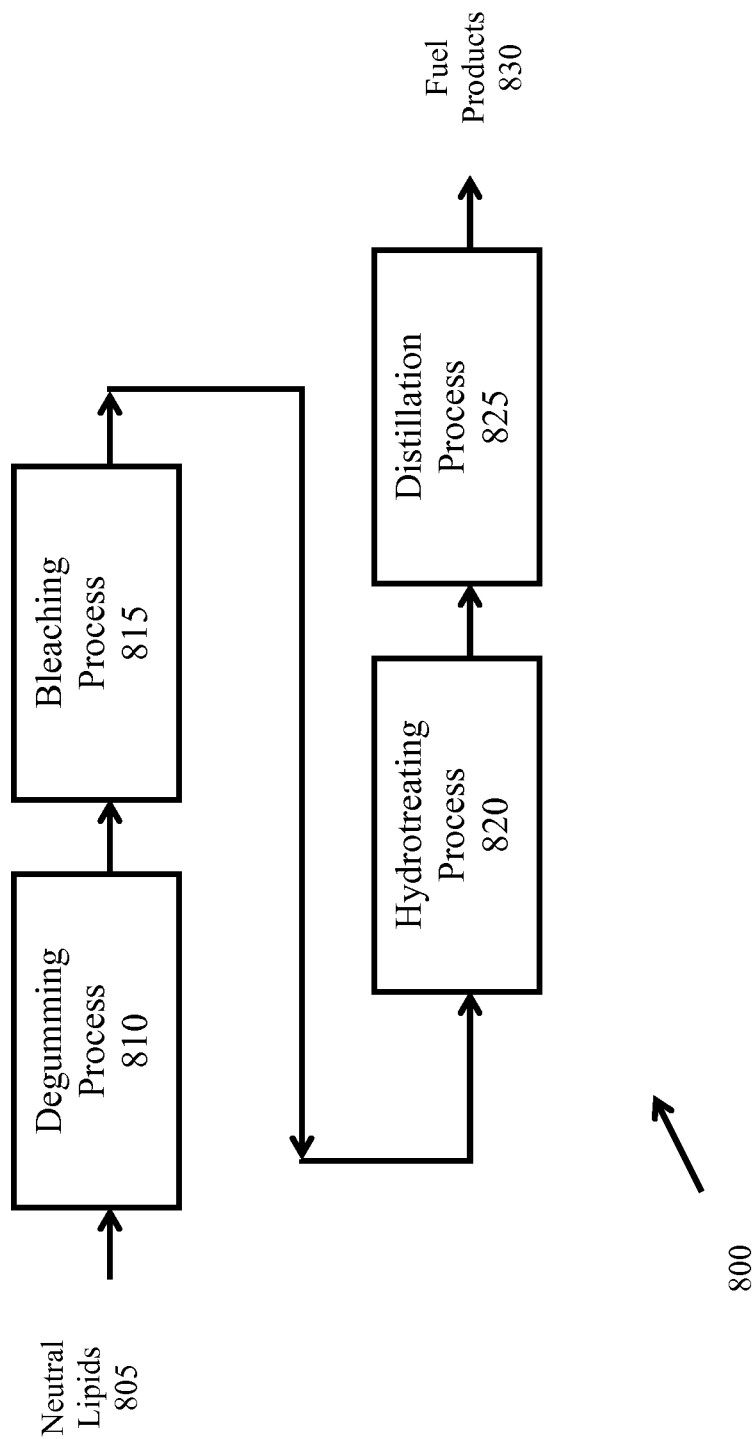 Neutral
Lipids
805
Degumming
Process
810
Bleaching
Process
815
Hydrotreating
Process
820
Distillation
Process
825
Fuel
Products
830
800